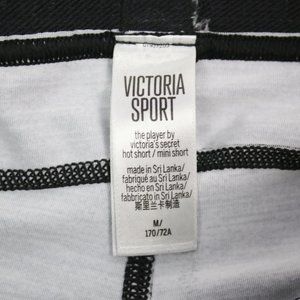 VICTORIA
SPORT
the player by
victoria's secret
hot short / mini short
made in Sri Lanka/
fabriqué au Sri Lanka/
hecho en Sri Lanka/
fabbricato in Sri Lanka/
斯里兰卡制造
M/
170/72A